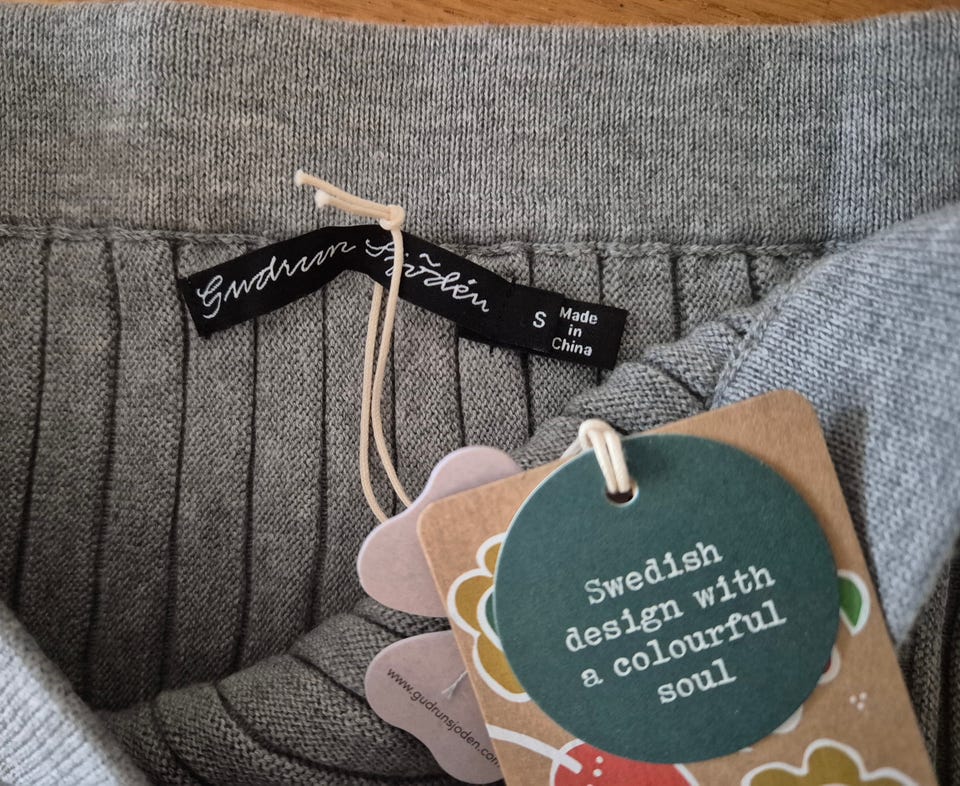 Gudrun Sjödén
S
Made
in
China
Swedish
design with
a colourful
soul
www.gudrunsjoden.com